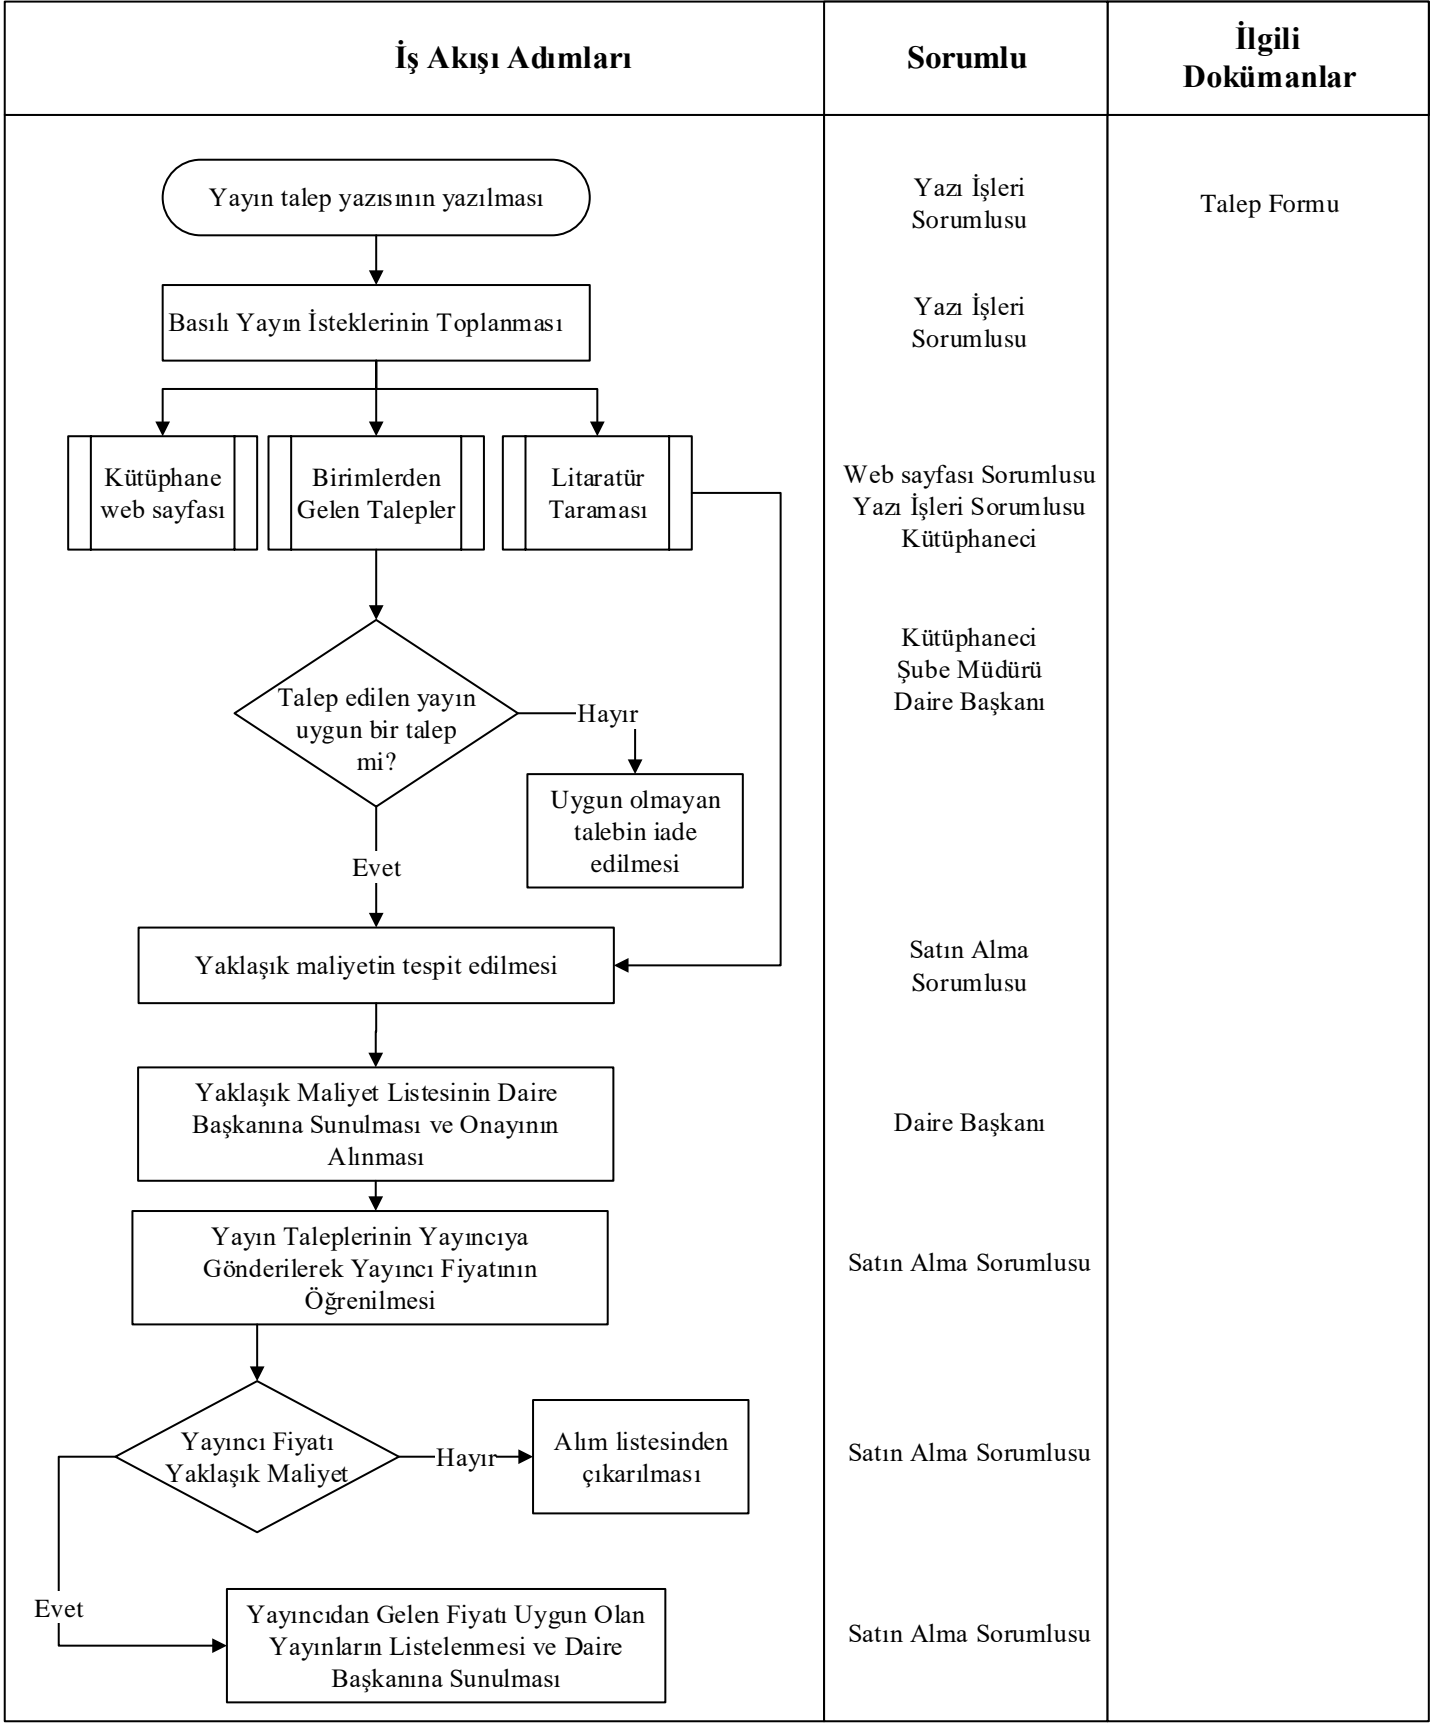 İş Akışı Adımları
Sorumlu
İlgili
Dokümanlar
Yayın talep yazısının yazılması
Yazı İşleri
Sorumlusu
Talep Formu
Basılı Yayın İsteklerinin Toplanması
Yazı İşleri
Sorumlusu
Kütüphane
web sayfası
Birimlerden
Gelen Talepler
Litaratür
Taraması
Web sayfası Sorumlusu
Yazı İşleri Sorumlusu
Kütüphaneci
Talep edilen yayın
uygun bir talep
mi?
Hayır
Kütüphaneci
Şube Müdürü
Daire Başkanı
Uygun olmayan
talebin iade
edilmesi
Evet
Yaklaşık maliyetin tespit edilmesi
Satın Alma
Sorumlusu
Yaklaşık Maliyet Listesinin Daire
Başkanına Sunulması ve Onayının
Alınması
Daire Başkanı
Yayın Taleplerinin Yayıncıya
Gönderilerek Yayıncı Fiyatının
Öğrenilmesi
Satın Alma Sorumlusu
Yayıncı Fiyatı
Yaklaşık Maliyet
Hayır
Alım listesinden
çıkarılması
Satın Alma Sorumlusu
Evet
Yayıncıdan Gelen Fiyatı Uygun Olan
Yayınların Listelenmesi ve Daire
Başkanına Sunulması
Satın Alma Sorumlusu